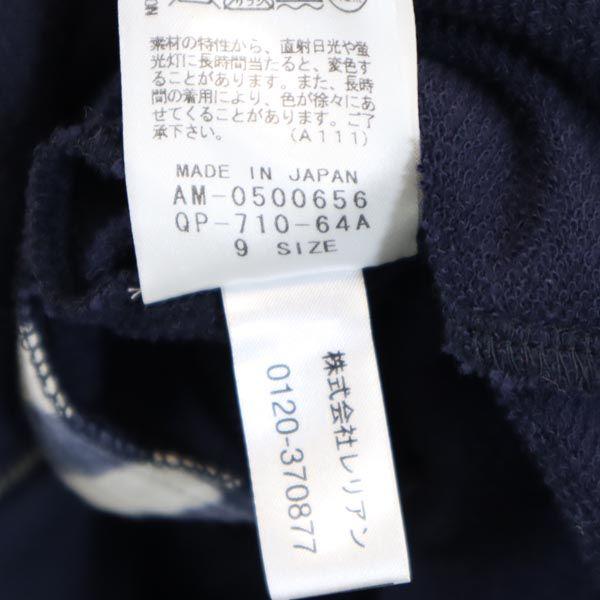 素材の特性から、直射日光や蛍
光灯に長時間当たると、変色す
ることがあります。また、長時
間の着用により、色が徐々にあ
せてくることがあります。ご了
承下さい。 (A111)
MADE IN JAPAN
AM-0500656
QP-710-64A
9 SIZE
株式会社レリアン
0120-370877